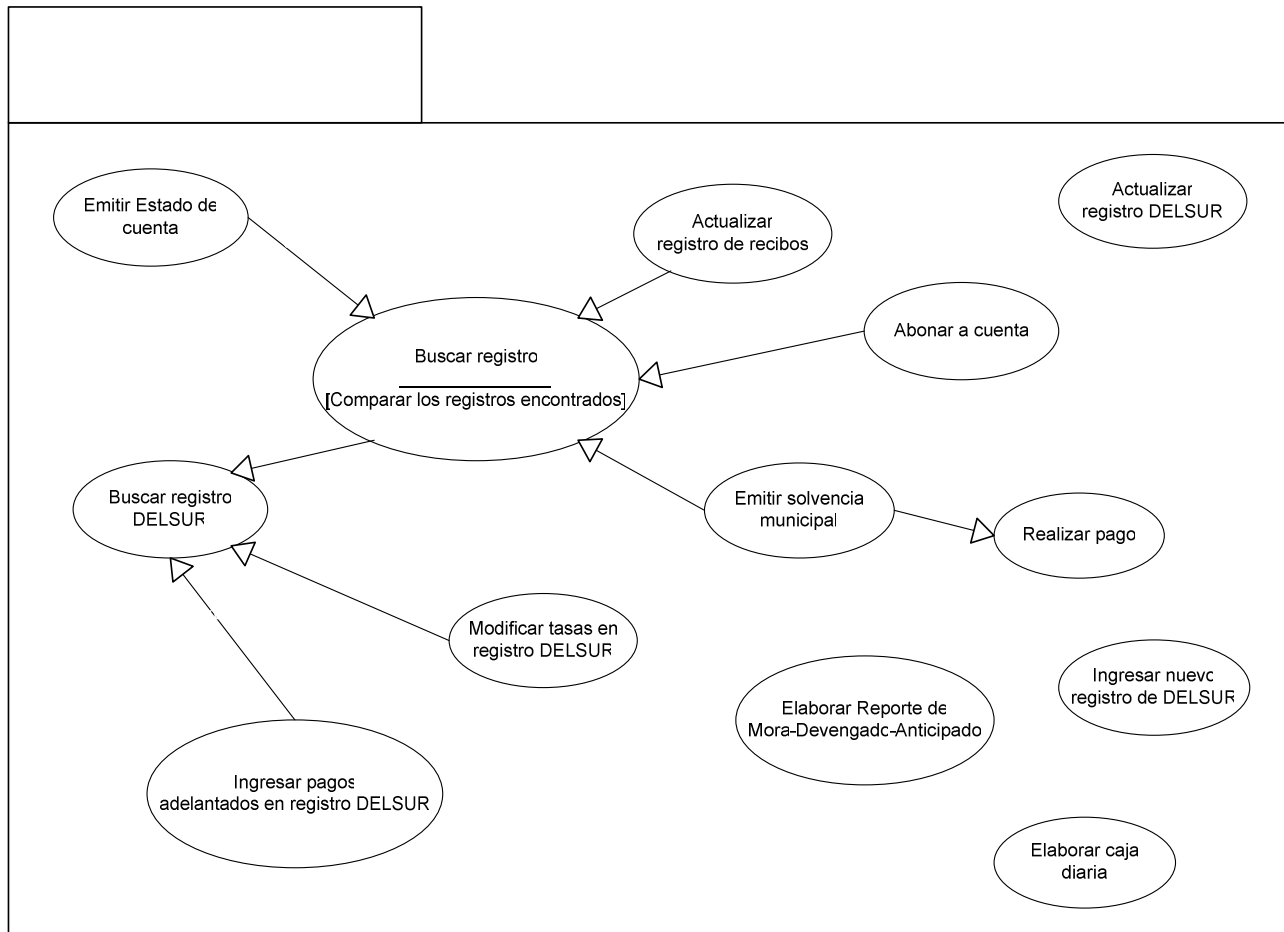 Emitir Estado de
cuenta
Actualizar
registro de recibos
Actualizar
registro DELSUR
Abonar a cuenta
Buscar registro
[Comparar los registros encontrados]
Buscar registro
DELSUR
Emitir solvencia
municipal
Realizar pago
Modificar tasas en
registro DELSUR
Ingresar nuevo
registro de DELSUR
Elaborar Reporte de
Mora-Devengado-Anticipado
Ingresar pagos
adelantados en registro DELSUR
Elaborar caja
diaria